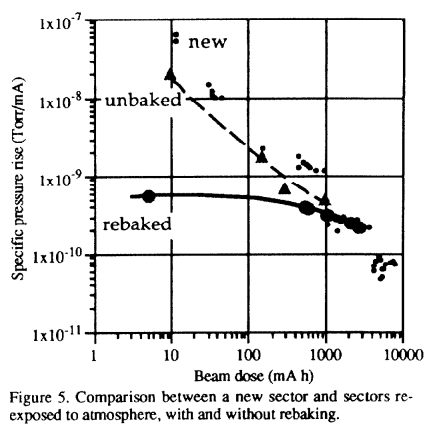 1x10-7
new
1x10-8
unbaked
1x10-9
rebaked
1x10-10
1x10-11
Specific pressure rise (Torr/mA)
1
10
100
1000
10000
Beam dose (mA h)
Figure 5. Comparison between a new sector and sectors re-
exposed to atmosphere, with and without rebaking.